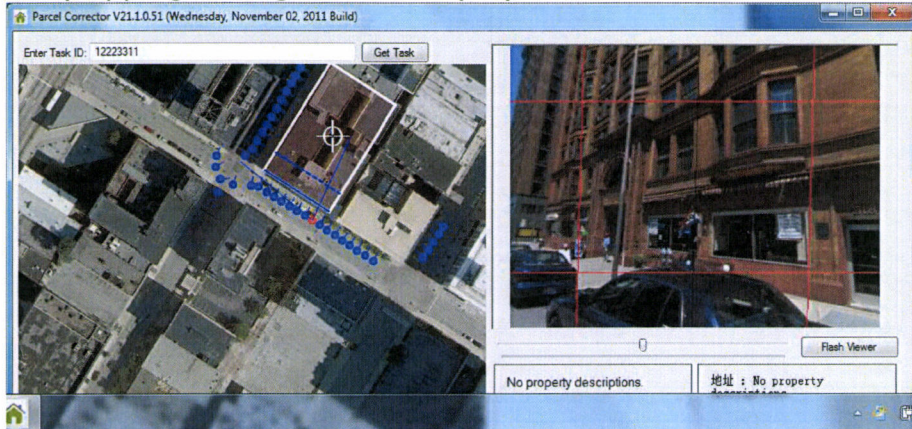 Parcel Corrector V21.1.0.51 (Wednesday, November 02, 2011 Build)
Enter Task ID: 12223311
Get Task
Flash Viewer
No property descriptions.
地址 : No property
descriptions